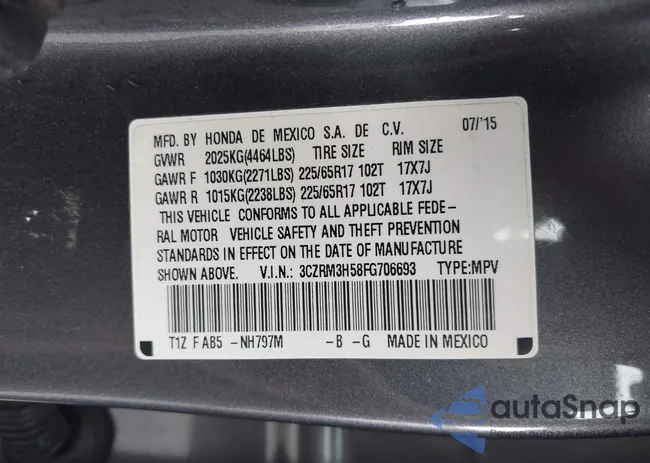 MFD. BY HONDA DE MEXICO S.A. DE C.V. 07/'15
GVWR 2025KG(4464LBS) TIRE SIZE RIM SIZE
GAWR F 1030KG(2271LBS) 225/65R17 102T 17X7J
GAWR R 1015KG(2238LBS) 225/65R17 102T 17X7J
THIS VEHICLE CONFORMS TO ALL APPLICABLE FEDE-
RAL MOTOR VEHICLE SAFETY AND THEFT PREVENTION
STANDARDS IN EFFECT ON THE DATE OF MANUFACTURE
SHOWN ABOVE. V.I.N.: 3CZRM3H58FG706693 TYPE:MPV
T1Z F AB5 -NH797M -B -G MADE IN MEXICO
autaSnap